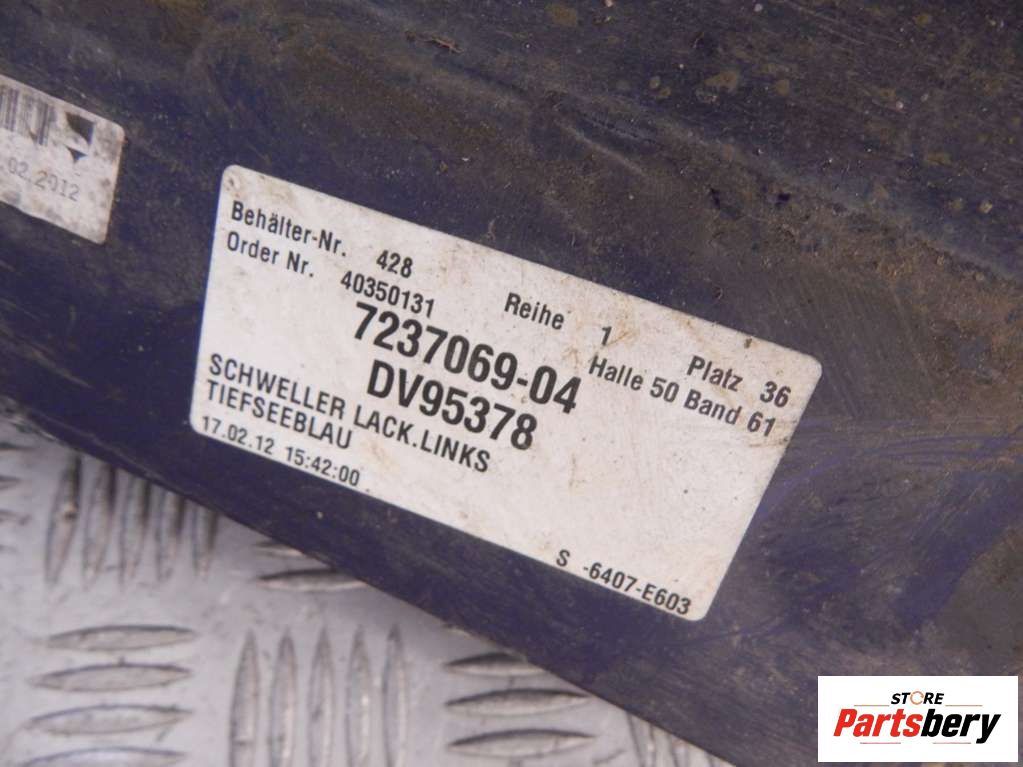 02.2012
Behälter-Nr. 428 Reihe 1 Platz 36
Order Nr. 40350131 Halle 50 Band 61
7237069-04
DV95378
SCHWELLER LACK.LINKS
TIEFSEEBLAU
17.02.12 15:42:00
S -6407-E603
STORE
Partsbery